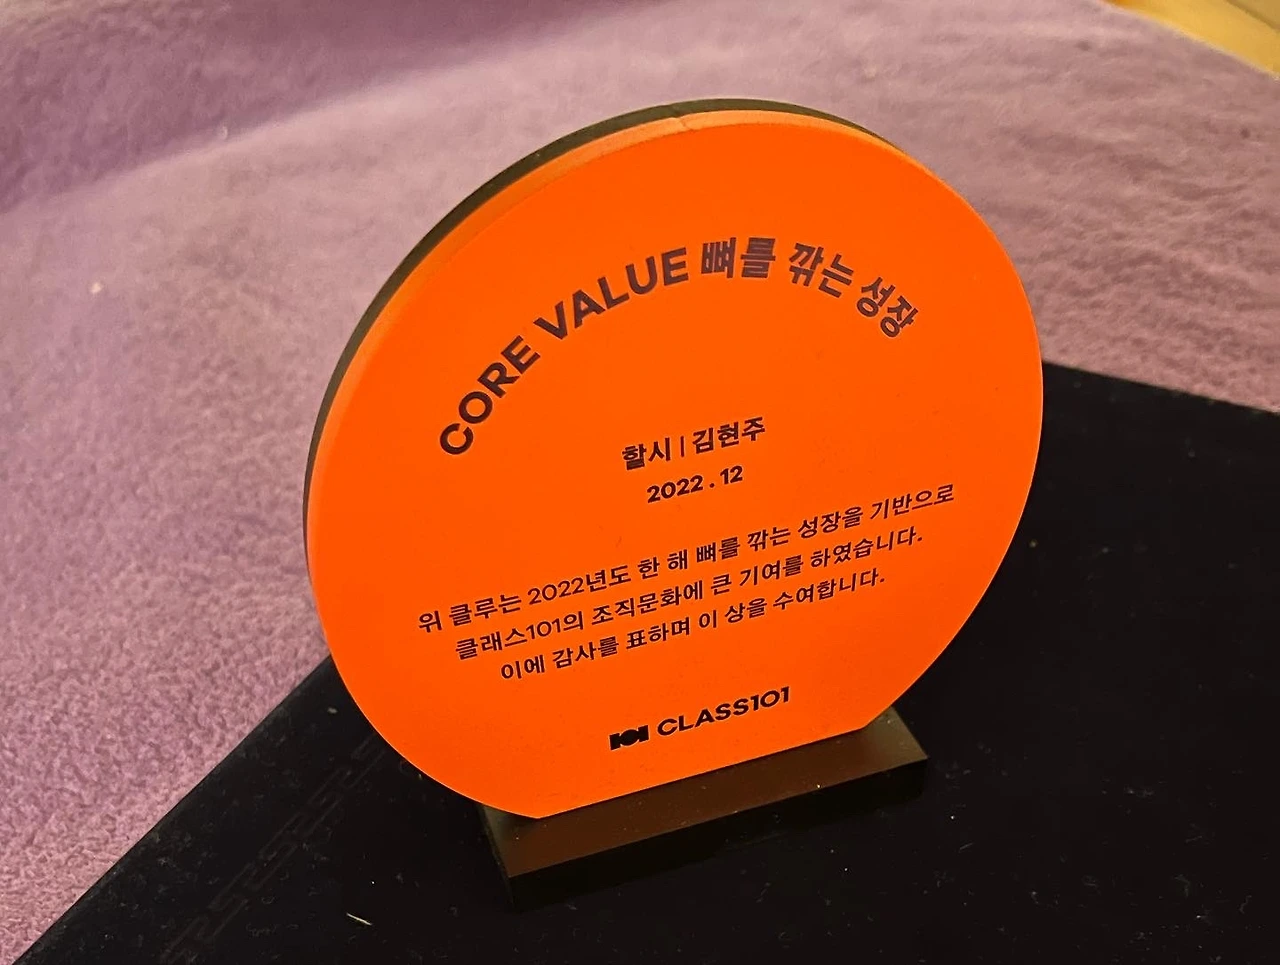 CORE VALUE 뼈를 깎는 성장
할시 | 김현주
2022 . 12
위 클루는 2022년도 한 해 뼈를 깎는 성장을 기반으로
클래스101의 조직문화에 큰 기여를 하였습니다.
이에 감사를 표하며 이 상을 수여합니다.
CLASS101